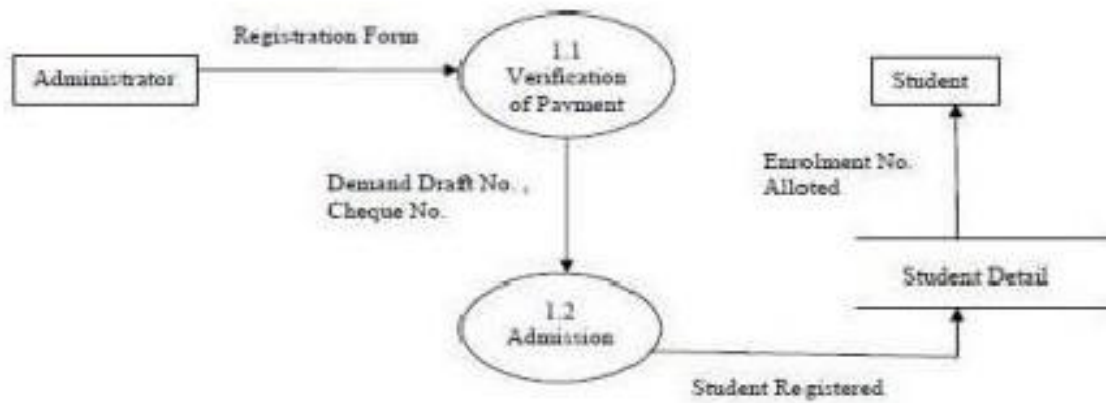 Registration Form
Administrator
1.1
Verification
of Payment
Student
Enrolment No.
Alloted
Demand Draft No. ,
Cheque No.
Student Detail
1.2
Admission
Student Registered